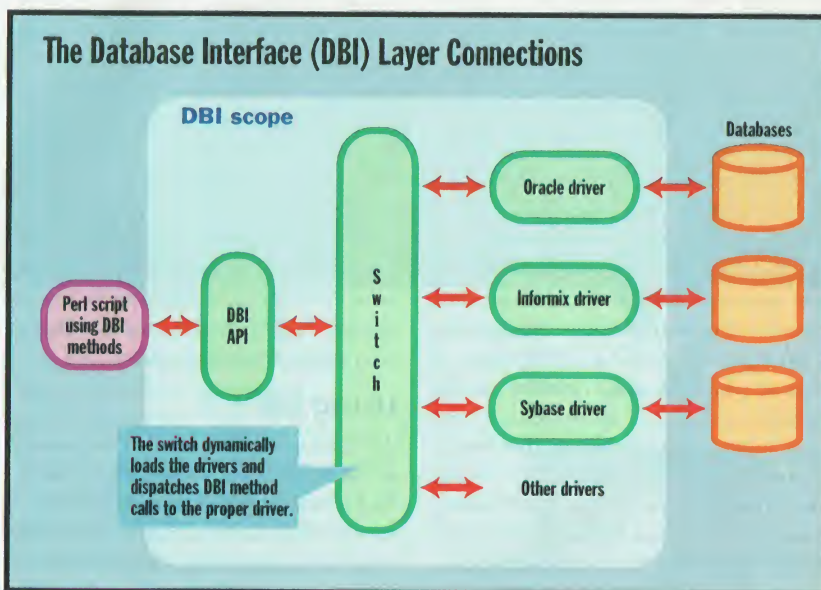 The Database Interface (DBI) Layer Connections
DBI scope
Databases
Oracle driver
Perl script
using DBI
methods
DBI
API
Switch
Informix driver
Sybase driver
Other drivers
The switch dynamically
loads the drivers and
dispatches DBI method
calls to the proper driver.